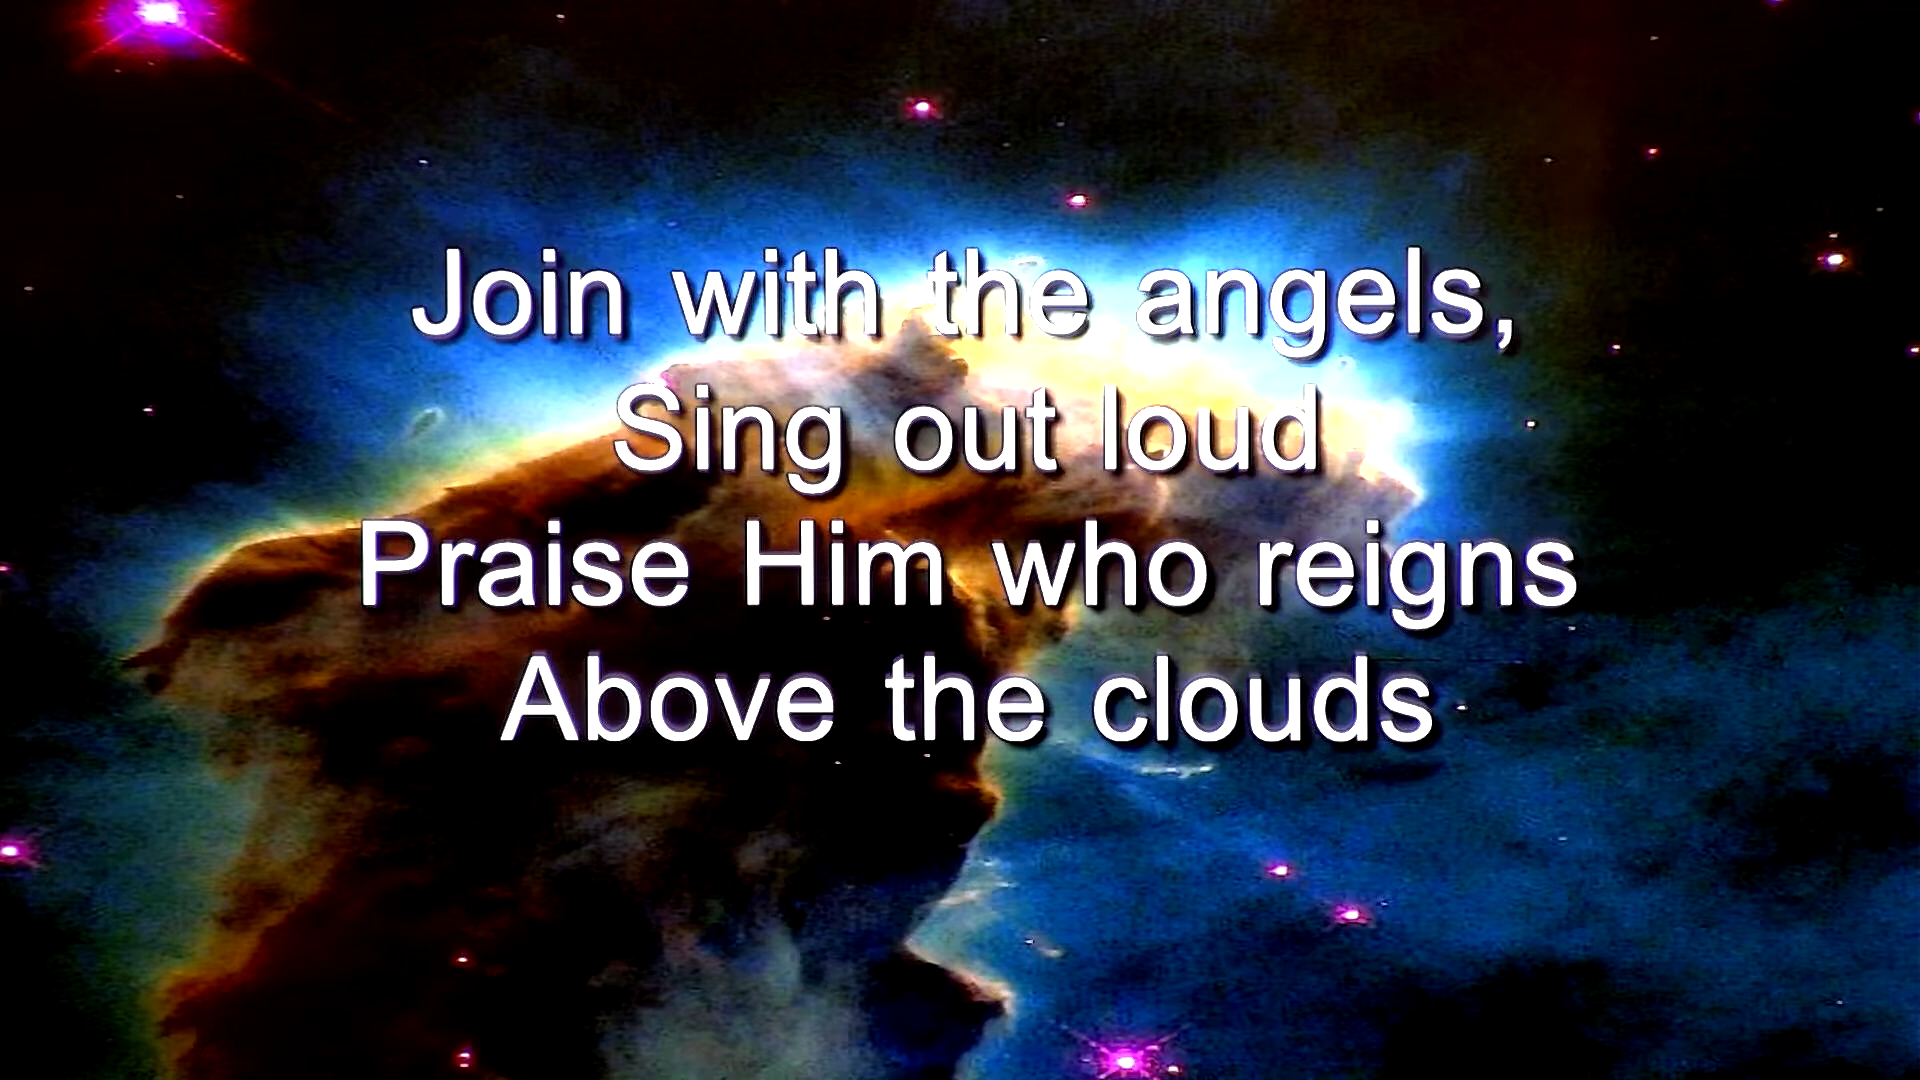 Join with the angels,
Sing out loud
Praise Him who reigns
Above the clouds